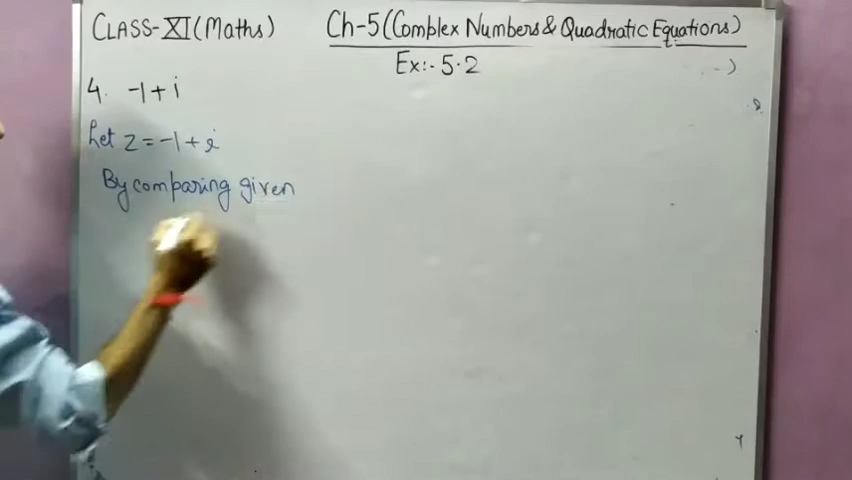 CLASS-XI(Maths)
Ch-5(Complex Numbers & Quadratic Equations)
Ex:- 5.2
4. -1+i
Let z=-1+i
By comparing given